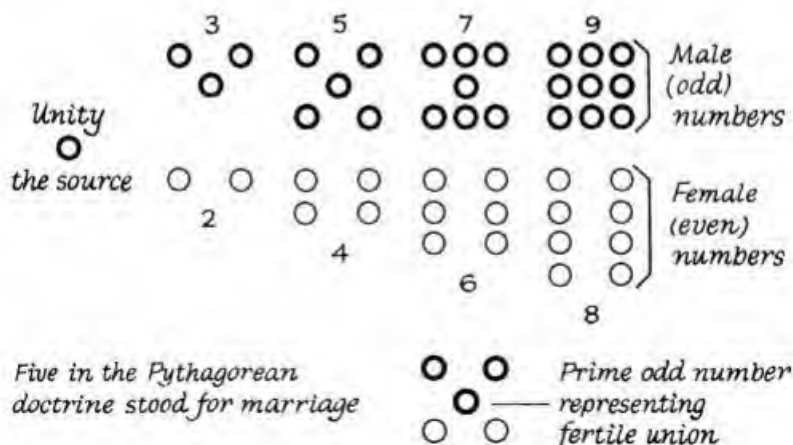 3 5 7 9
Male
(odd)
numbers
Unity
the source
2
4
6
8
Female
(even)
numbers
Five in the Pythagorean
doctrine stood for marriage
Prime odd number
representing
fertile union